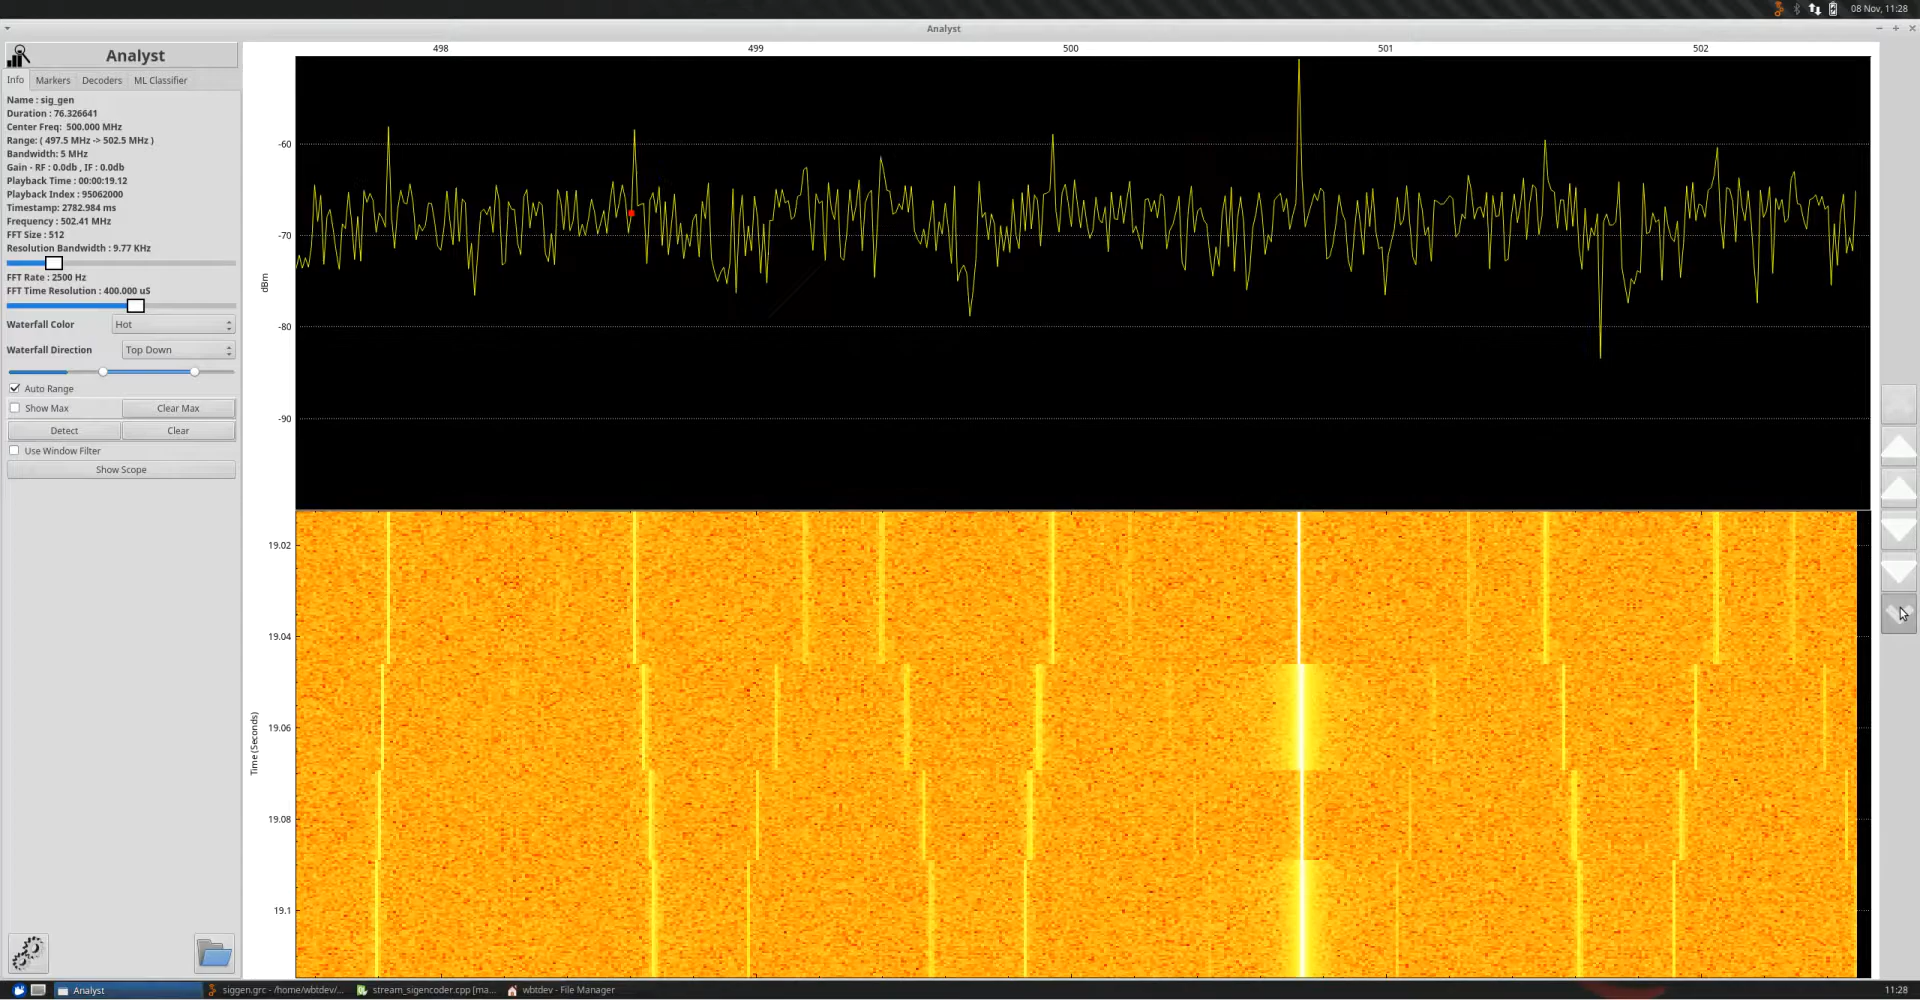 08 Nov, 11:28
Analyst
Analyst
Info Markers Decoders ML Classifier
Name : sig_gen
Duration : 76.326641
Center Freq: 500.000 MHz
Range: ( 497.5 MHz -> 502.5 MHz )
Bandwidth: 5 MHz
Gain - RF : 0.0db , IF : 0.0db
Playback Time : 00:00:19.12
Playback Index : 95062000
Timestamp: 2782.984 ms
Frequency : 502.41 MHz
FFT Size : 512
Resolution Bandwidth : 9.77 KHz
FFT Rate : 2500 Hz
FFT Time Resolution : 400.000 uS
Waterfall Color Hot
Waterfall Direction Top Down
Auto Range
Show Max Clear Max
Detect Clear
Use Window Filter
Show Scope
498 499 500 501 502
-60
-70
-80
-90
dBm
19.02
19.04
19.06
19.08
19.1
Time (Seconds)
Analyst siggen.grc - /home/wbtdev/... stream_sigencoder.cpp [ma... wbtdev - File Manager 11:28